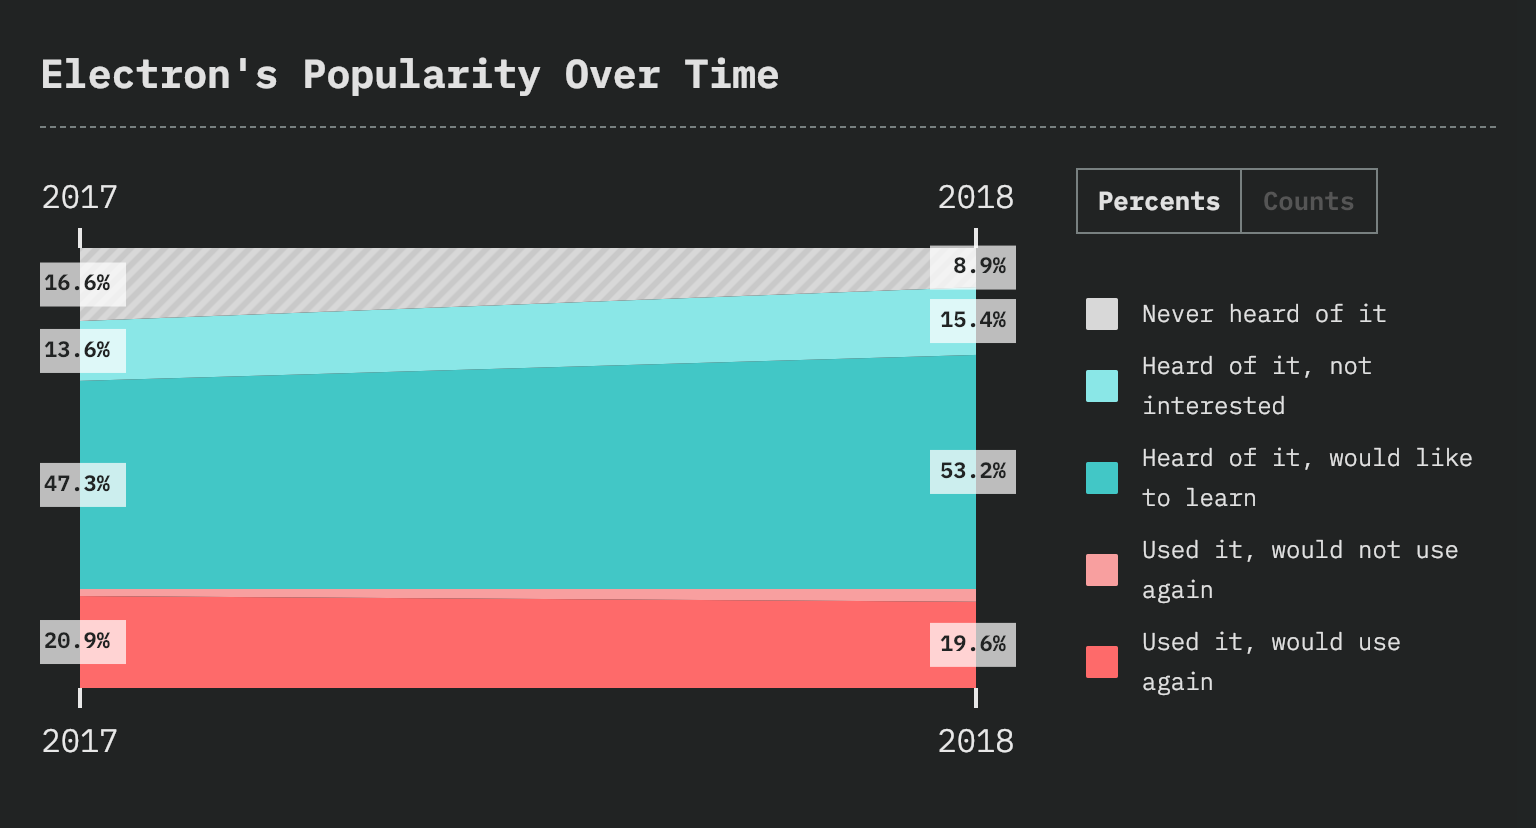 Electron's Popularity Over Time
2017
2018
16.6%
13.6%
47.3%
20.9%
8.9%
15.4%
53.2%
19.6%
2017
2018
Percents
Counts
Never heard of it
Heard of it, not
interested
Heard of it, would like
to learn
Used it, would not use
again
Used it, would use
again